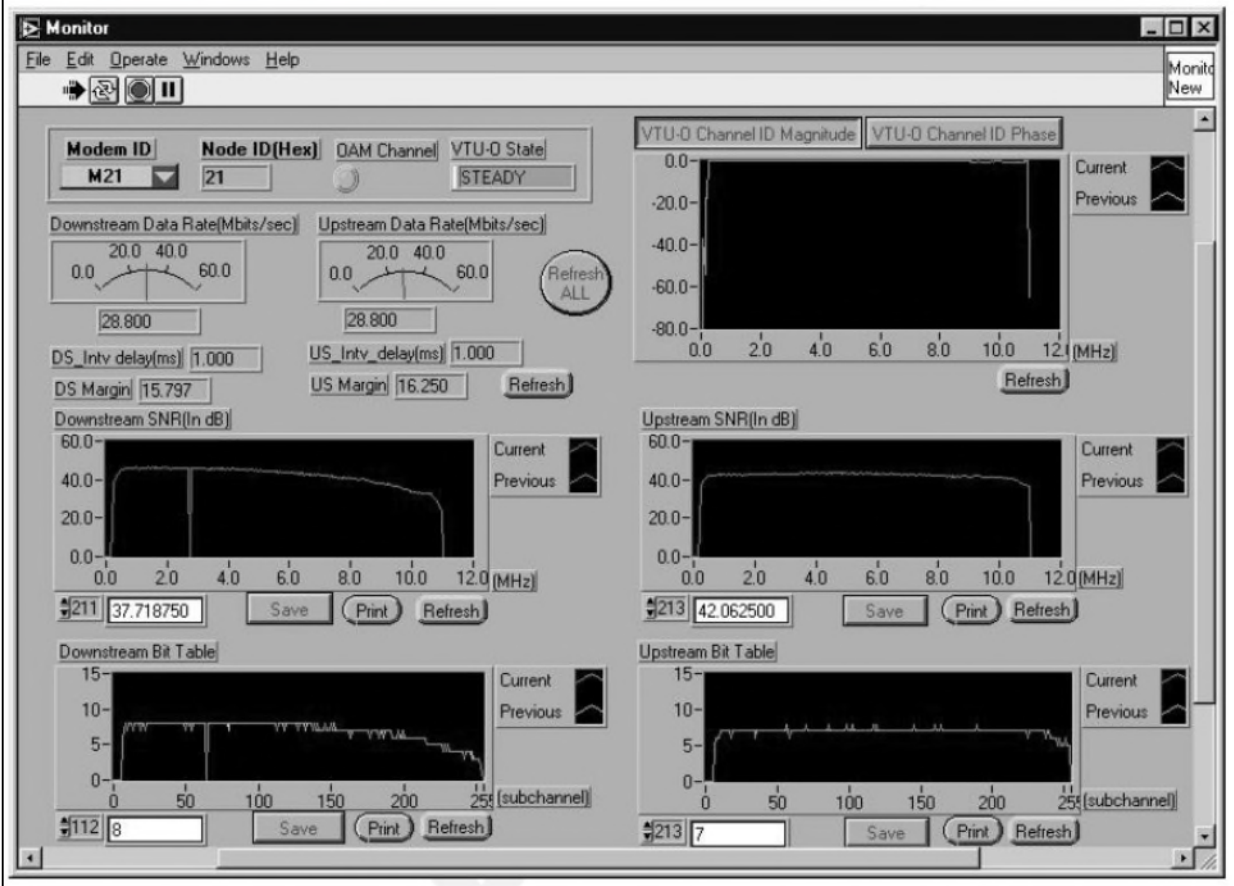 Monitor
File Edit Operate Windows Help
Monito
New
Modem ID Node ID(Hex) OAM Channel VTU-O State
M21 21 STEADY
Downstream Data Rate(Mbits/sec) Upstream Data Rate(Mbits/sec)
0.0 20.0 40.0 60.0
0.0 20.0 40.0 60.0
Refresh
ALL
28.800 28.800
DS_Intv delay(ms) 1.000 US_Intv_delay(ms) 1.000
DS Margin 15.797 US Margin 16.250 Refresh
VTU-O Channel ID Magnitude VTU-O Channel ID Phase
0.0
-20.0
-40.0
-60.0
-80.0
0.0 2.0 4.0 6.0 8.0 10.0 12. (MHz)
Current
Previous
Refresh
Downstream SNR(In dB)
60.0
40.0
20.0
0.0
0.0 2.0 4.0 6.0 8.0 10.0 12.0 (MHz)
Current
Previous
211 37.718750 Save Print Refresh
Upstream SNR(In dB)
60.0
40.0
20.0
0.0
0.0 2.0 4.0 6.0 8.0 10.0 12.0 (MHz)
Current
Previous
213 42.062500 Save Print Refresh
Downstream Bit Table
15
10
5
0
0 50 100 150 200 255 (subchannel)
Current
Previous
112 8 Save Print Refresh
Upstream Bit Table
15
10
5
0
0 50 100 150 200 255 (subchannel)
Current
Previous
213 7 Save Print Refresh